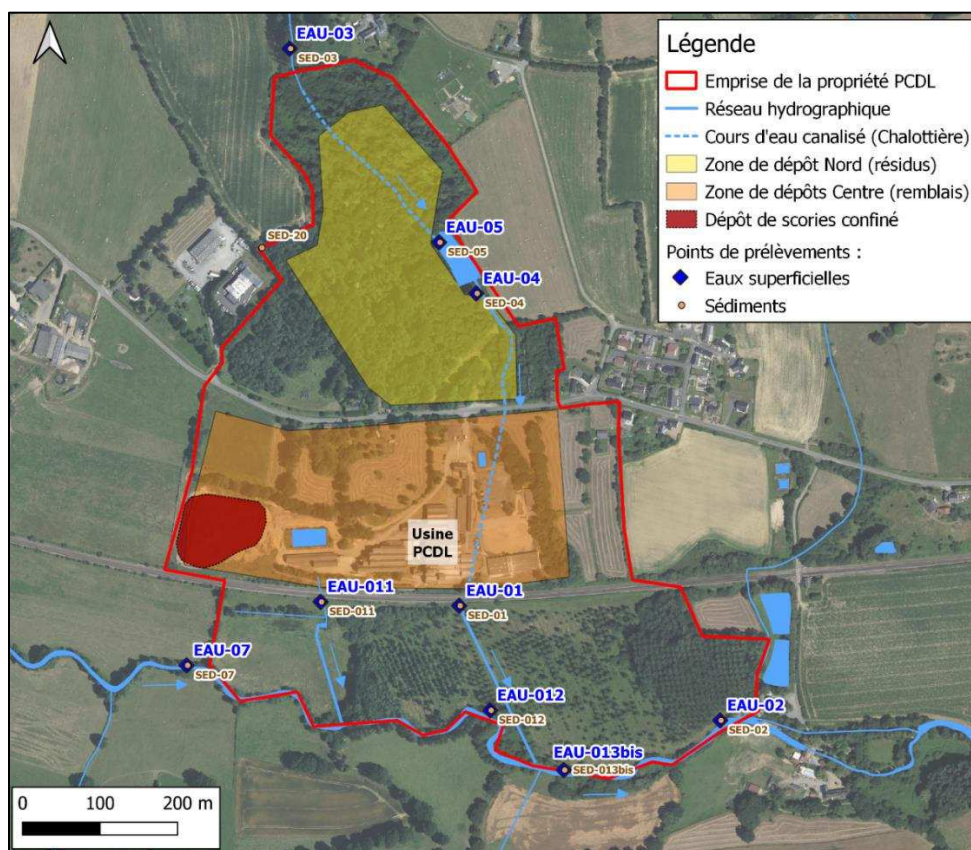 EAU-03
SED-03
Légende
Emprise de la propriété PCDL
Réseau hydrographique
Cours d'eau canalisé (Chalottière)
Zone de dépôt Nord (résidus)
Zone de dépôts Centre (remblais)
Dépôt de scories confiné
Points de prélèvements :
Eaux superficielles
Sédiments
SED-20
EAU-05
SED-05
EAU-04
SED-04
Usine
PCDL
EAU-011
SED-011
EAU-01
SED-01
EAU-07
SED-07
EAU-012
SED-012
EAU-02
SED-02
EAU-013bis
SED-013bis
0 100 200 m